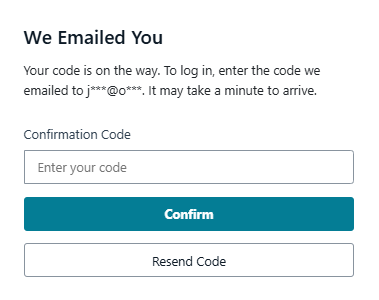 We Emailed You
Your code is on the way. To log in, enter the code we
emailed to j***@o***. It may take a minute to arrive.
Confirmation Code
Enter your code
Confirm
Resend Code